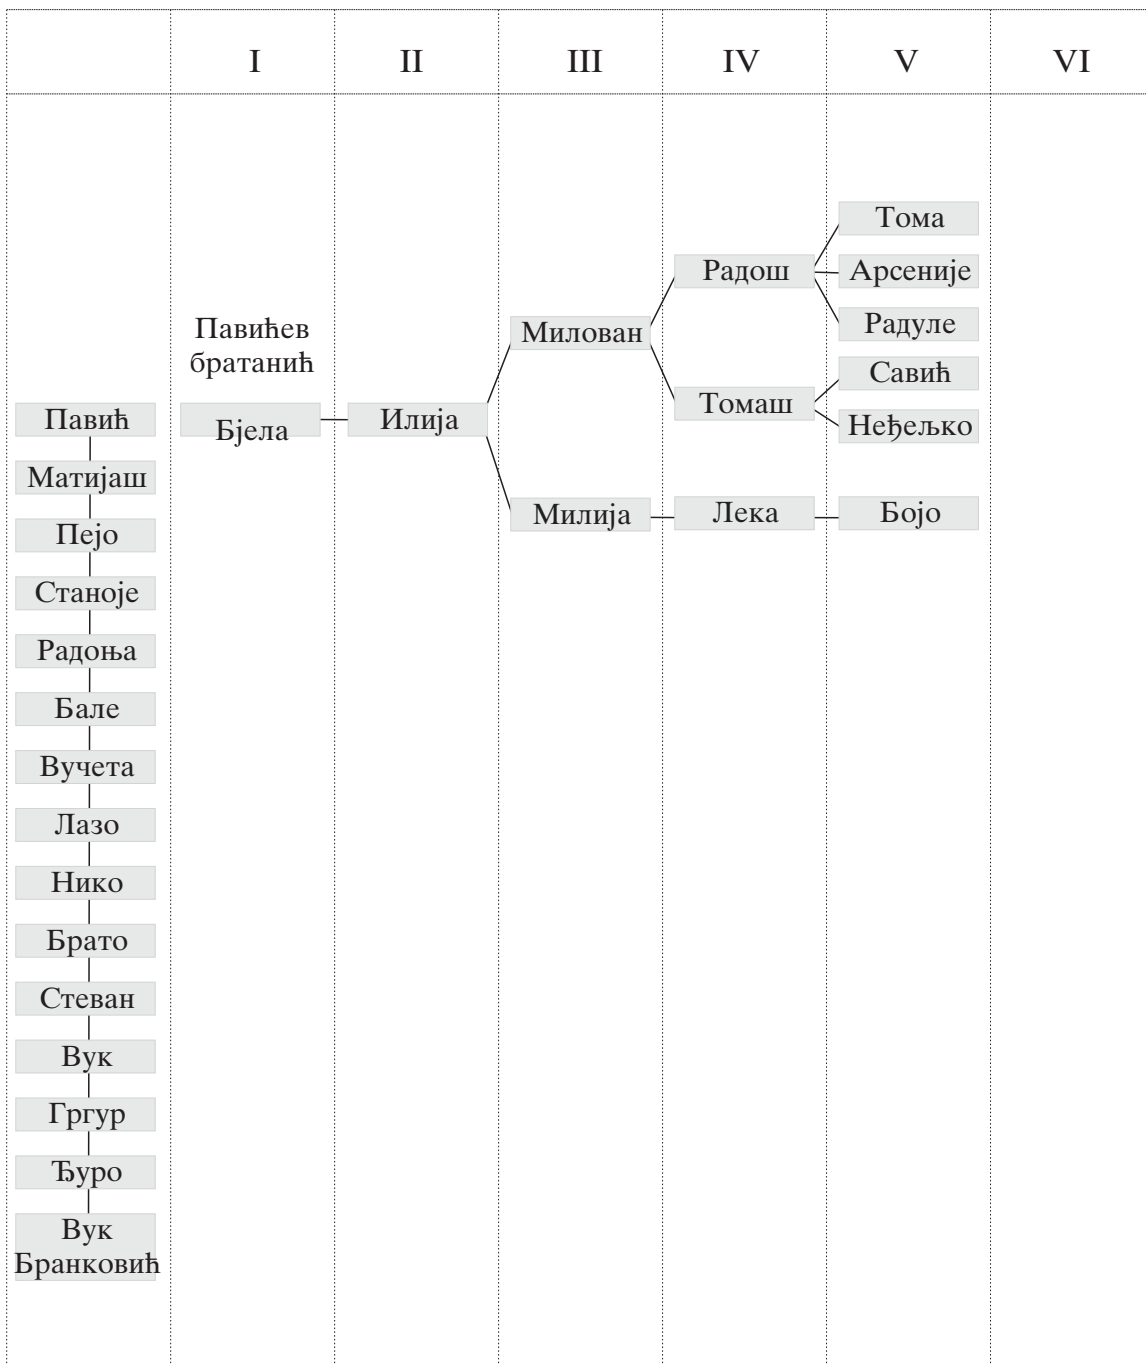 I II III IV V VI
Тома
Радош Арсеније
Павићев
братанић
Милован Радуле
Савић
Павић Бјела Илија Томаш Неђељко
Матијаш
Пејо Милија Лека Бојо
Станоје
Радоња
Бале
Вучета
Лазо
Нико
Брато
Стеван
Вук
Гргур
Ђуро
Вук
Бранковић